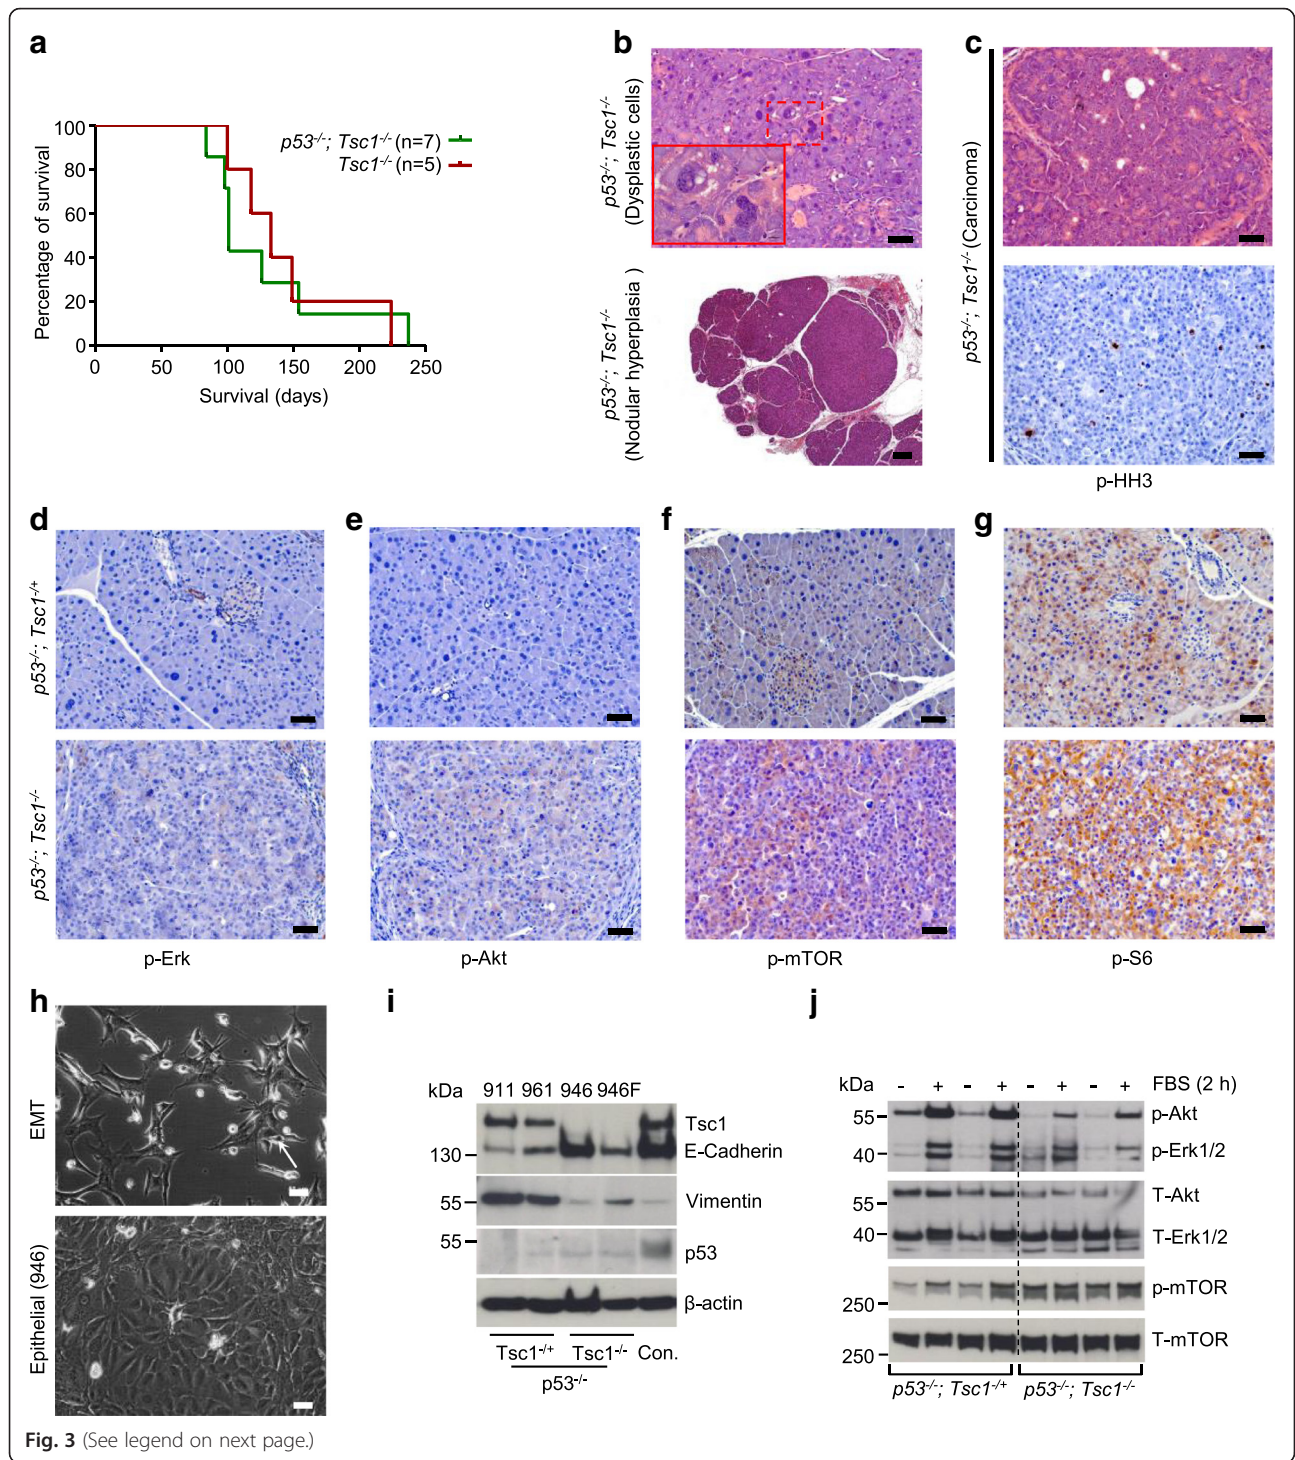 a
100
80
60
40
20
0
Percentage of survival
0 50 100 150 200 250
Survival (days)
p53-/-; Tsc1-/- (n=7)
Tsc1-/- (n=5)
b
p53-/-; Tsc1-/-
(Dysplastic cells)
p53-/-; Tsc1-/-
(Nodular hyperplasia )
c
p53-/-; Tsc1-/- (Carcinoma)
p-HH3
d
e
f
g
p53-/-; Tsc1-/+
p53-/-; Tsc1-/-
p-Erk
p-Akt
p-mTOR
p-S6
h
EMT
Epithelial (946)
i
kDa 911 961 946 946F
Tsc1
130 E-Cadherin
55 Vimentin
55 p53
β-actin
Tsc1-/+ Tsc1-/- Con.
p53-/-
j
kDa - + - + - + - + FBS (2 h)
55 p-Akt
40 p-Erk1/2
55 T-Akt
40 T-Erk1/2
250 p-mTOR
250 T-mTOR
p53-/-; Tsc1-/+ p53-/-; Tsc1-/-
Fig. 3 (See legend on next page.)